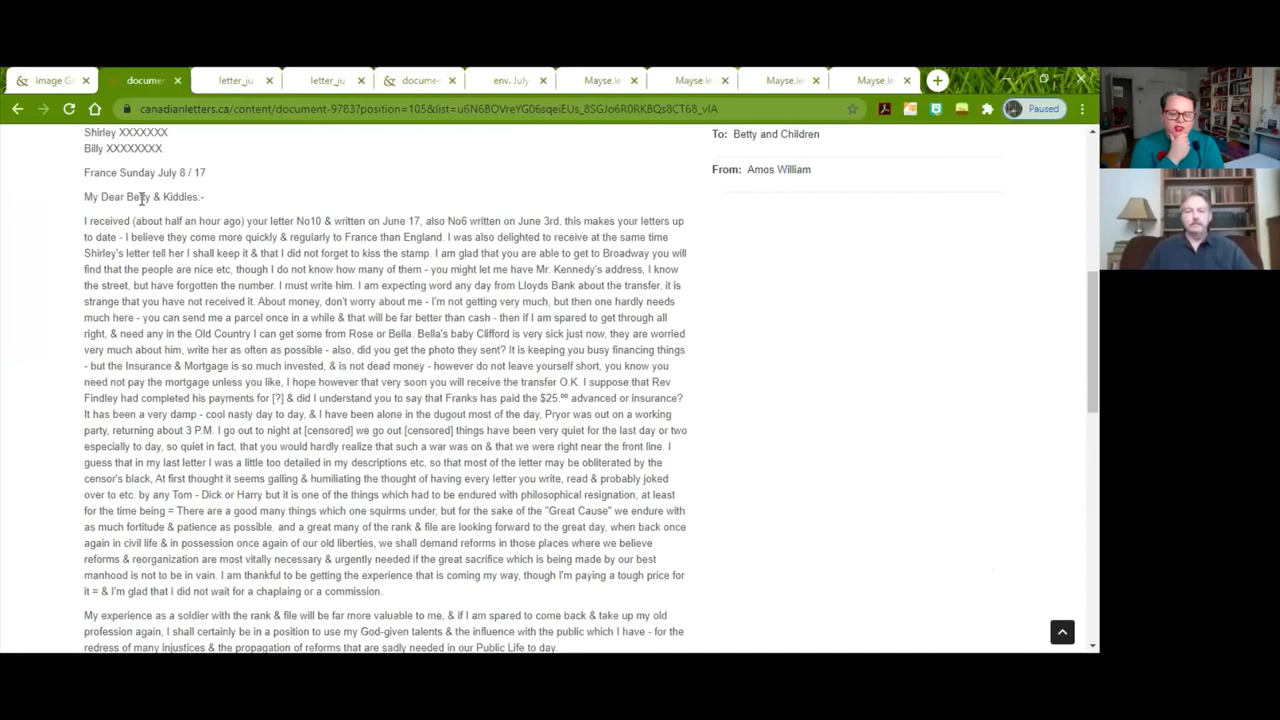 image G
docume
letter_ju
letter_ju
docume
env. July
Mayse.le
Mayse.le
Mayse.le
Mayse.le
canadianletters.ca/content/document-9783?position=105&list=u6N6BOVreYG06sqeiEUs_8SGJo6R0RKBQs8CT68_vIA
Paused
Shirley XXXXXXX
Billy XXXXXXXX
France Sunday July 8 / 17
My Dear Betty & Kiddies:-
I received (about half an hour ago) your letter No10 & written on June 17, also No6 written on June 3rd, this makes your letters up
to date - I believe they come more quickly & regularly to France than England. I was also delighted to receive at the same time
Shirley's letter tell her I shall keep it & that I did not forget to kiss the stamp. I am glad that you are able to get to Broadway you will
find that the people are nice etc, though I do not know how many of them - you might let me have Mr. Kennedy's address, I know
the street, but have forgotten the number. I must write him. I am expecting word any day from Lloyds Bank about the transfer, it is
strange that you have not received it. About money, don't worry about me - I'm not getting very much, but then one hardly needs
much here - you can send me a parcel once in a while & that will be far better than cash - then if I am spared to get through all
right, & need any in the Old Country I can get some from Rose or Bella. Bella's baby Clifford is very sick just now, they are worried
very much about him, write her as often as possible - also, did you get the photo they sent? It is keeping you busy financing things
- but the Insurance & Mortgage is so much invested, & is not dead money - however do not leave yourself short, you know you
need not pay the mortgage unless you like, I hope however that very soon you will receive the transfer O.K. I suppose that Rev
Findley had completed his payments for [?] & did I understand you to say that Franks has paid the $25.ºº advanced or insurance?
It has been a very damp - cool nasty day to day, & I have been alone in the dugout most of the day, Pryor was out on a working
party, returning about 3 P.M. I go out to night at [censored] we go out [censored] things have been very quiet for the last day or two
especially to day, so quiet in fact, that you would hardly realize that such a war was on & that we were right near the front line. I
guess that in my last letter I was a little too detailed in my descriptions etc, so that most of the letter may be obliterated by the
censor's black, At first thought it seems galling & humiliating the thought of having every letter you write, read & probably joked
over to etc. by any Tom - Dick or Harry but it is one of the things which had to be endured with philosophical resignation, at least
for the time being = There are a good many things which one squirms under, but for the sake of the "Great Cause" we endure with
as much fortitude & patience as possible, and a great many of the rank & file are looking forward to the great day, when back once
again in civil life & in possession once again of our old liberties, we shall demand reforms in those places where we believe
reforms & reorganization are most vitally necessary & urgently needed if the great sacrifice which is being made by our best
manhood is not to be in vain. I am thankful to be getting the experience that is coming my way, though I'm paying a tough price for
it = & I'm glad that I did not wait for a chaplaing or a commission.
My experience as a soldier with the rank & file will be far more valuable to me, & if I am spared to come back & take up my old
profession again, I shall certainly be in a position to use my God-given talents & the influence with the public which I have - for the
redress of many injustices & the propagation of reforms that are sadly needed in our Public Life to day.
To: Betty and Children
From: Amos William